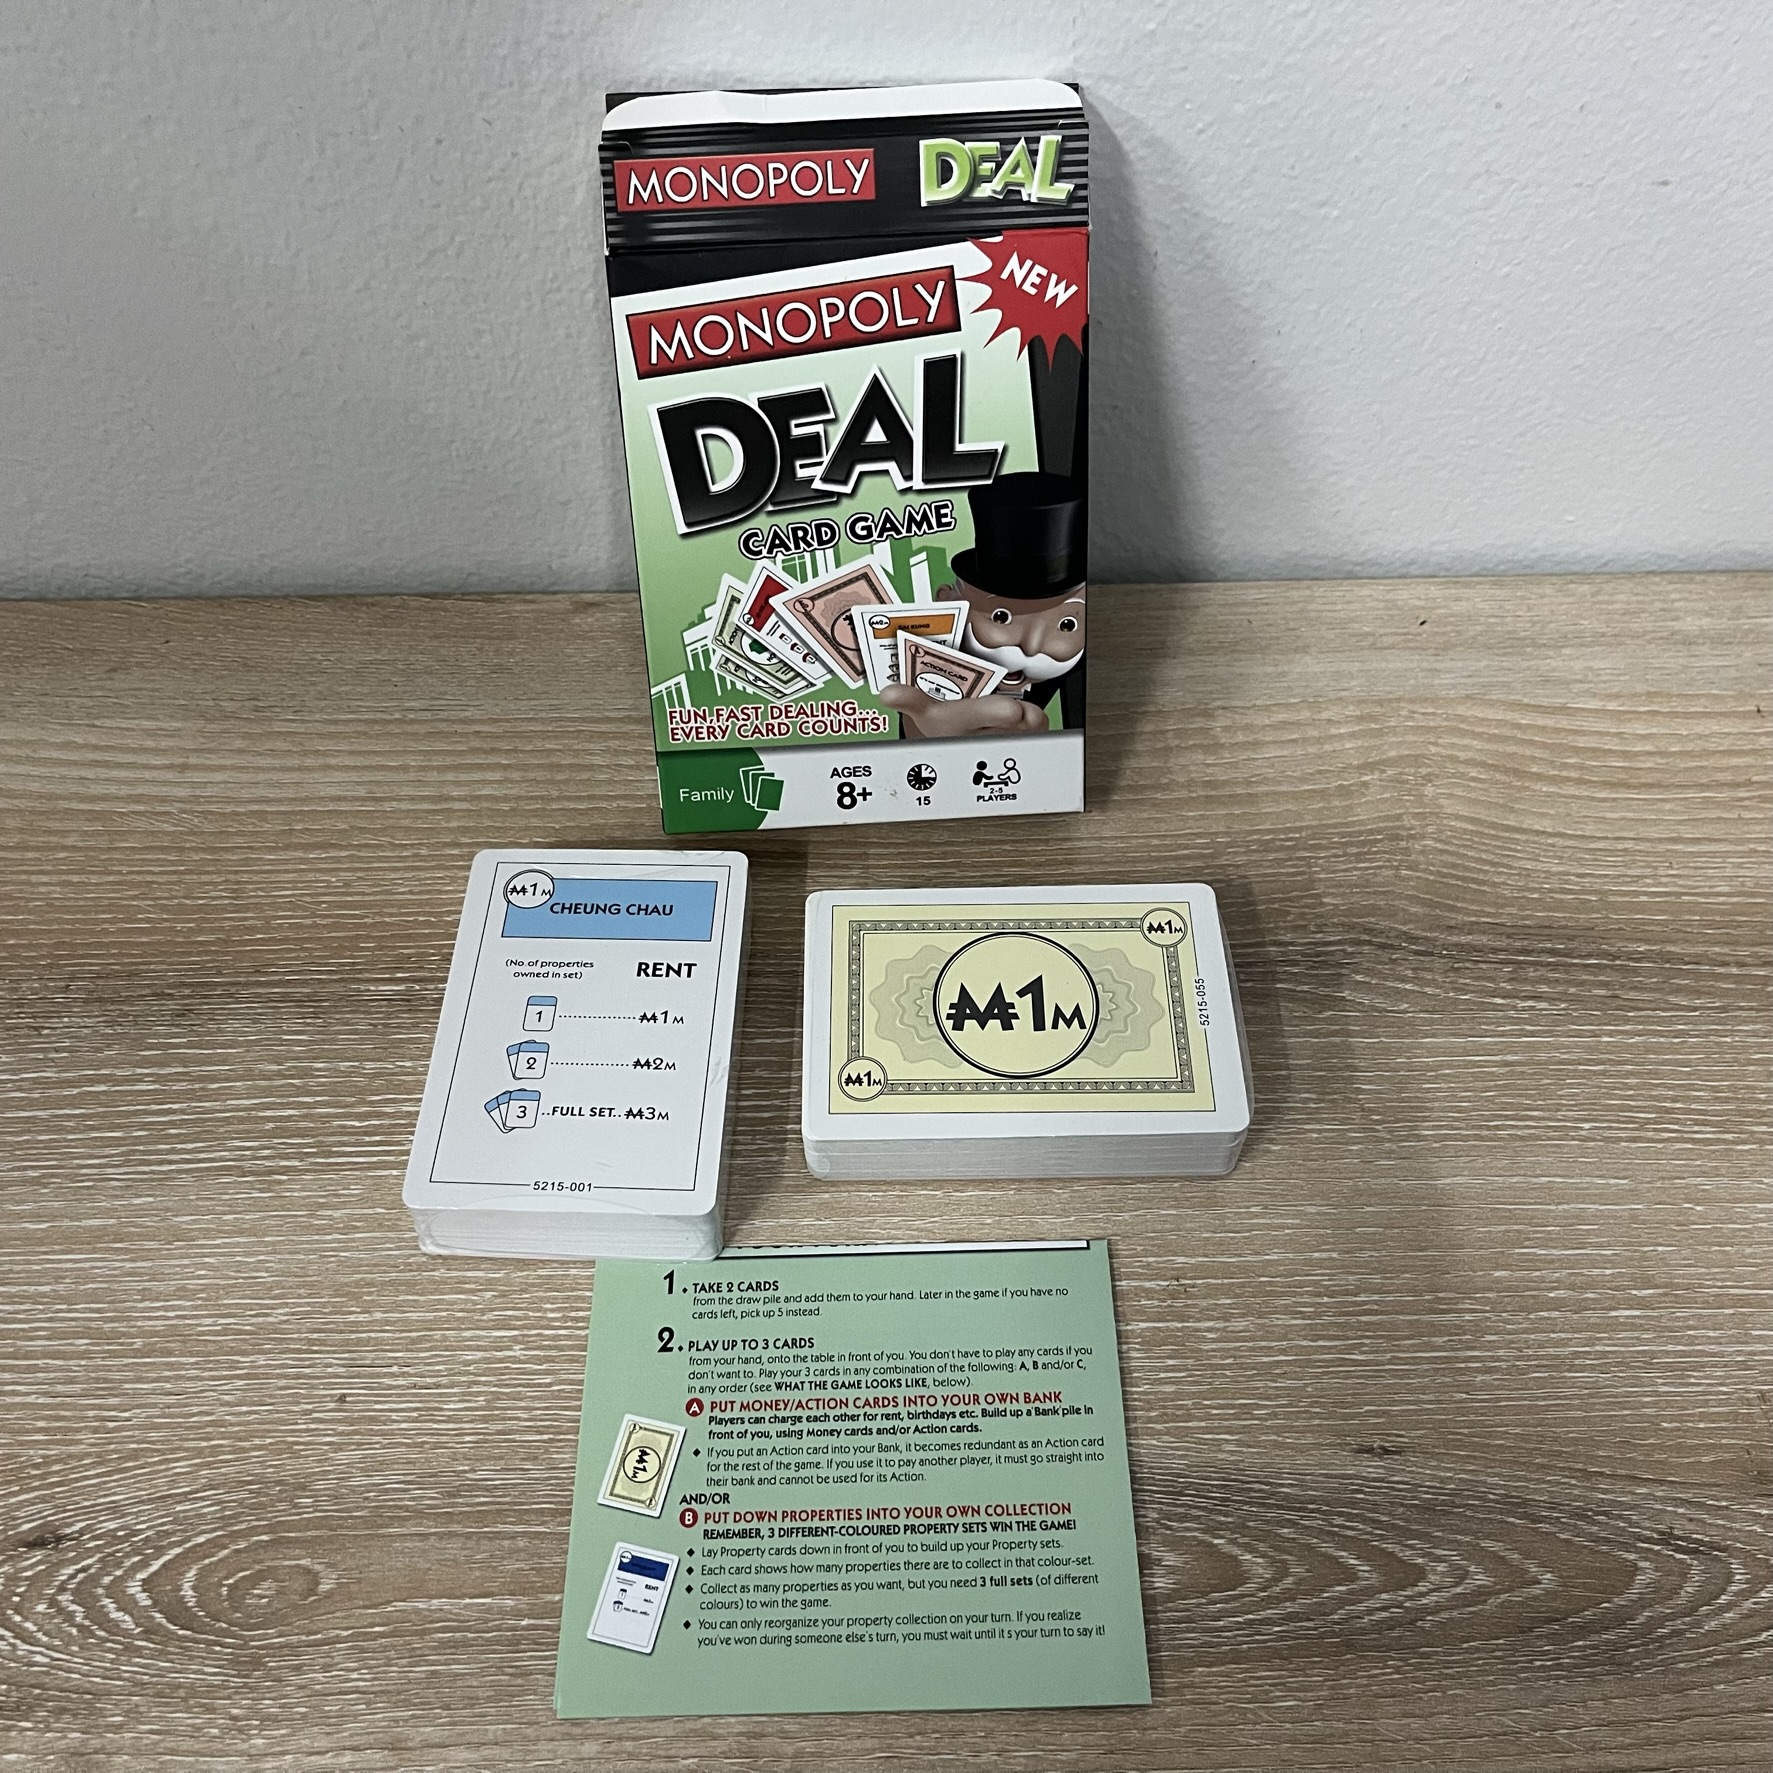 MONOPOLY DEAL
NEW
MONOPOLY
DEAL
CARD GAME
ACTION CARD
FUN,FAST DEALING...
EVERY CARD COUNTS!
Family
AGES
8+
15
2-5
PLAYERS
₩1M
CHEUNG CHAU
(No.of properties
owned in set)
RENT
1 ............... ₩1M
2 ............... ₩2M
3 ..FULL SET.. ₩3M
5215-001
₩1M
₩1M
₩1M
5215-055
1. TAKE 2 CARDS
from the draw pile and add them to your hand. Later in the game if you have no
cards left, pick up 5 instead.
2. PLAY UP TO 3 CARDS
from your hand, onto the table in front of you. You don't have to play any cards if you
don't want to. Play your 3 cards in any combination of the following: A, B and/or C,
in any order (see WHAT THE GAME LOOKS LIKE, below).
A PUT MONEY/ACTION CARDS INTO YOUR OWN BANK
Players can charge each other for rent, birthdays etc. Build up a'Bank'pile in
front of you, using Money cards and/or Action cards.
◆ If you put an Action card into your Bank, it becomes redundant as an Action card
for the rest of the game. If you use it to pay another player, it must go straight into
their bank and cannot be used for its Action.
₩1M
AND/OR
B PUT DOWN PROPERTIES INTO YOUR OWN COLLECTION
REMEMBER, 3 DIFFERENT-COLOURED PROPERTY SETS WIN THE GAME!
◆ Lay Property cards down in front of you to build up your Property sets.
◆ Each card shows how many properties there are to collect in that colour-set.
◆ Collect as many properties as you want, but you need 3 full sets (of different
colours) to win the game.
◆ You can only reorganize your property collection on your turn. If you realize
you've won during someone else's turn, you must wait until it s your turn to say it!
RENT